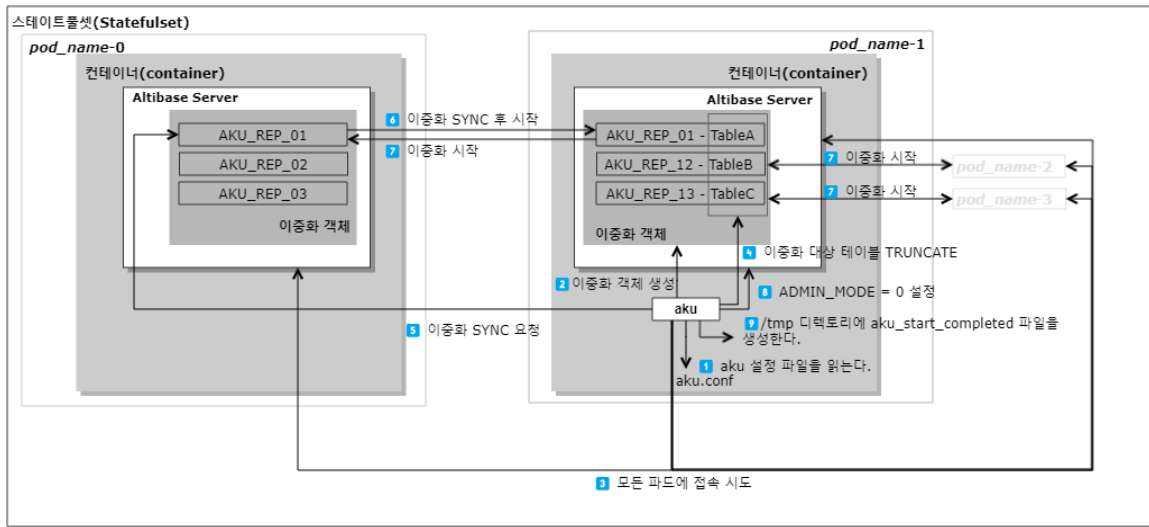 스테이트풀셋(Statefulset)
pod_name-0
컨테이너(container)
Altibase Server
AKU_REP_01
AKU_REP_02
AKU_REP_03
이중화 객체
6 이중화 SYNC 후 시작
7 이중화 시작
pod_name-1
컨테이너(container)
Altibase Server
AKU_REP_01 - TableA
AKU_REP_12 - TableB
AKU_REP_13 - TableC
이중화 객체
7 이중화 시작
7 이중화 시작
pod_name-2
pod_name-3
4 이중화 대상 테이블 TRUNCATE
2 이중화 객체 생성
8 ADMIN_MODE = 0 설정
aku
5 이중화 SYNC 요청
9 /tmp 디렉토리에 aku_start_completed 파일을
생성한다.
1 aku 설정 파일을 읽는다.
aku.conf
3 모든 파드에 접속 시도